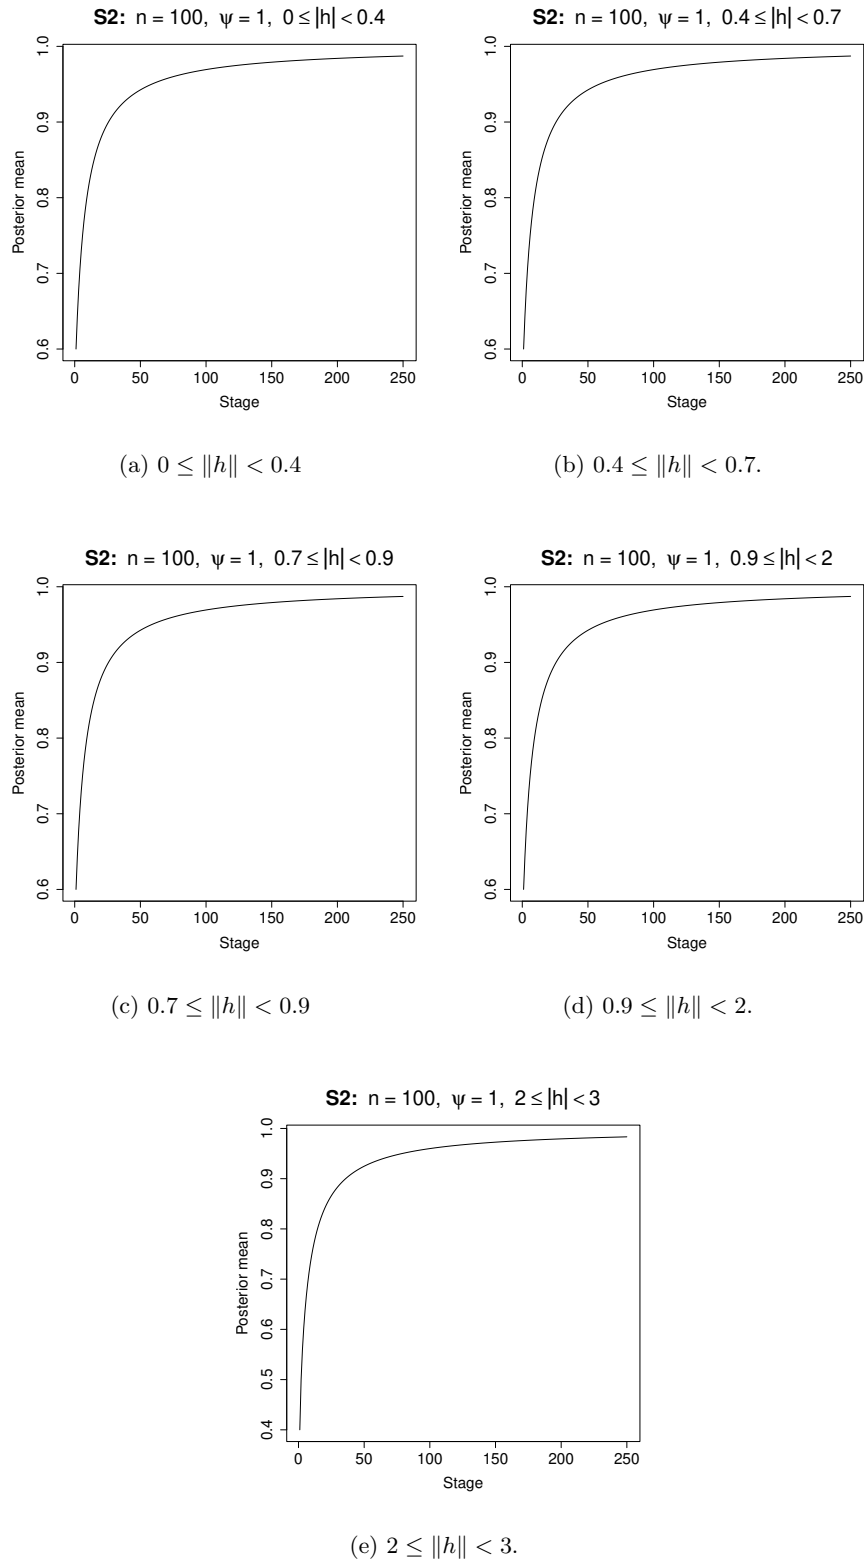 S2: n = 100, ψ = 1, 0 ≤ |h| < 0.4
Posterior mean
0.6 0.7 0.8 0.9 1.0
0 50 100 150 200 250
Stage
(a) 0 ≤ ‖h‖ < 0.4
S2: n = 100, ψ = 1, 0.4 ≤ |h| < 0.7
Posterior mean
0.6 0.7 0.8 0.9 1.0
0 50 100 150 200 250
Stage
(b) 0.4 ≤ ‖h‖ < 0.7.
S2: n = 100, ψ = 1, 0.7 ≤ |h| < 0.9
Posterior mean
0.6 0.7 0.8 0.9 1.0
0 50 100 150 200 250
Stage
(c) 0.7 ≤ ‖h‖ < 0.9
S2: n = 100, ψ = 1, 0.9 ≤ |h| < 2
Posterior mean
0.6 0.7 0.8 0.9 1.0
0 50 100 150 200 250
Stage
(d) 0.9 ≤ ‖h‖ < 2.
S2: n = 100, ψ = 1, 2 ≤ |h| < 3
Posterior mean
0.4 0.5 0.6 0.7 0.8 0.9 1.0
0 50 100 150 200 250
Stage
(e) 2 ≤ ‖h‖ < 3.